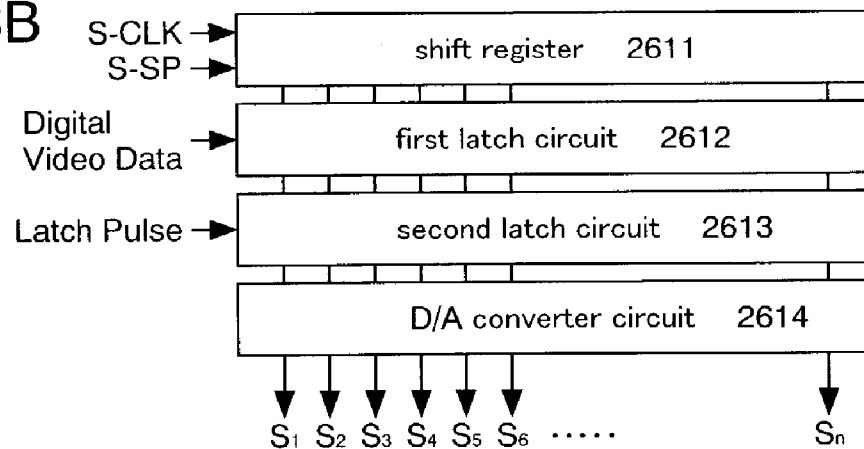 B
S-CLK
S-SP
shift register 2611
Digital
Video Data
first latch circuit 2612
Latch Pulse
second latch circuit 2613
D/A converter circuit 2614
S1 S2 S3 S4 S5 S6 ····· Sn